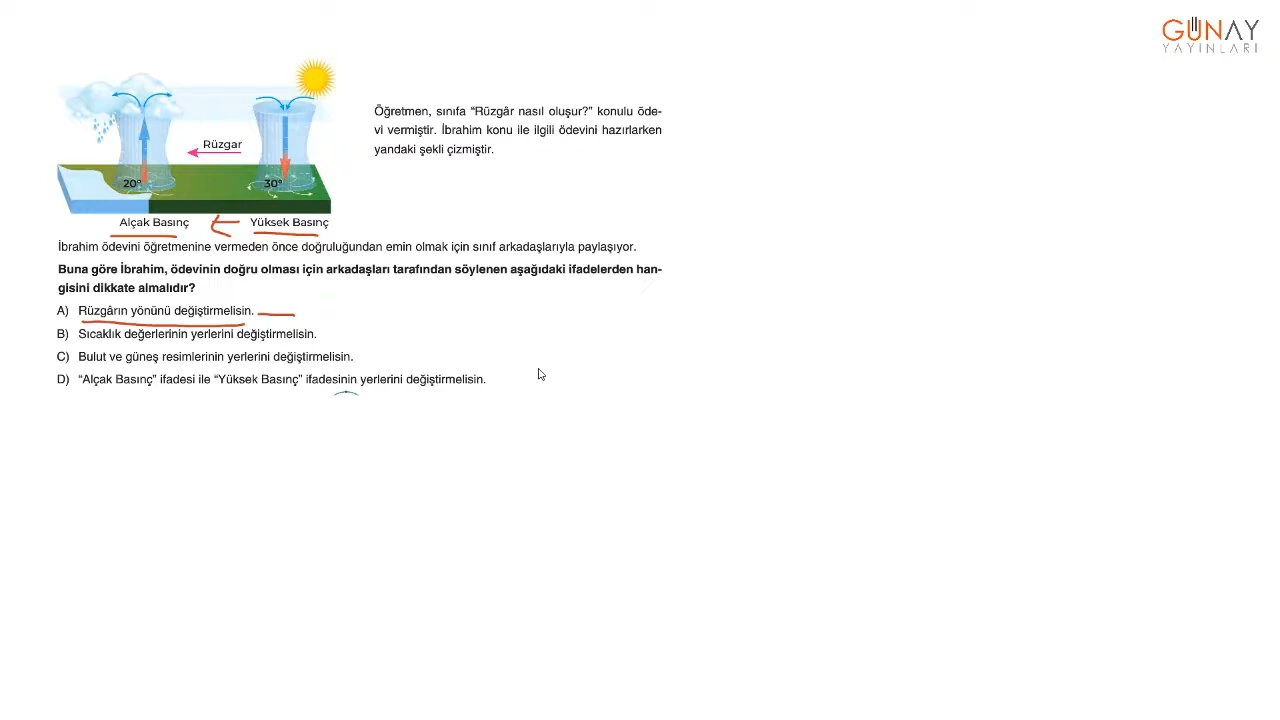 GÜNAY
YAYINLARI
Öğretmen, sınıfa “Rüzgâr nasıl oluşur?” konulu öde-
vi vermiştir. İbrahim konu ile ilgili ödevini hazırlarken
yandaki şekli çizmiştir.
Rüzgar
20°
30°
Alçak Basınç
Yüksek Basınç
İbrahim ödevini öğretmenine vermeden önce doğruluğundan emin olmak için sınıf arkadaşlarıyla paylaşıyor.
Buna göre İbrahim, ödevinin doğru olması için arkadaşları tarafından söylenen aşağıdaki ifadelerden han-
gisini dikkate almalıdır?
A) Rüzgârın yönünü değiştirmelisin.
B) Sıcaklık değerlerinin yerlerini değiştirmelisin.
C) Bulut ve güneş resimlerinin yerlerini değiştirmelisin.
D) “Alçak Basınç” ifadesi ile “Yüksek Basınç” ifadesinin yerlerini değiştirmelisin.